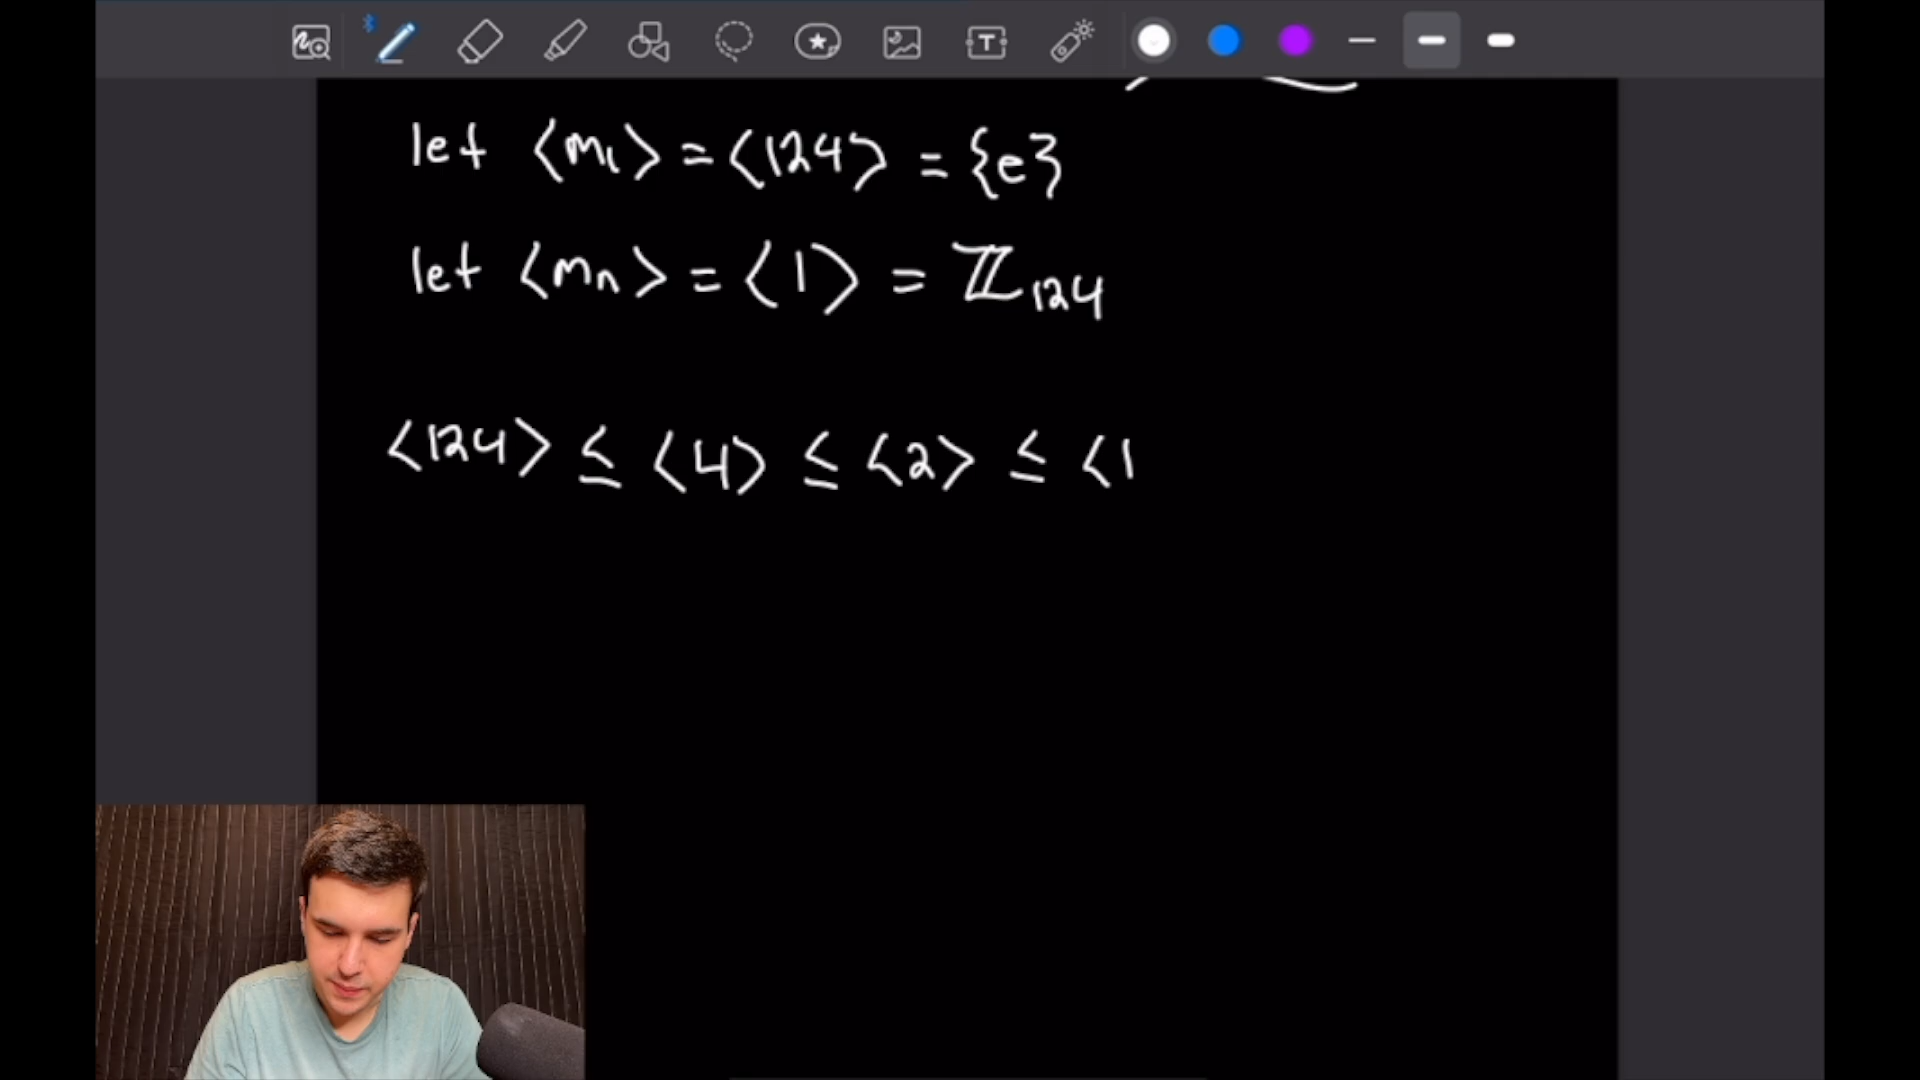 let ⟨m₁⟩ = ⟨124⟩ = {e}
let ⟨mₙ⟩ = ⟨1⟩ = ℤ₁₂₄
⟨124⟩ ≤ ⟨4⟩ ≤ ⟨2⟩ ≤ ⟨1